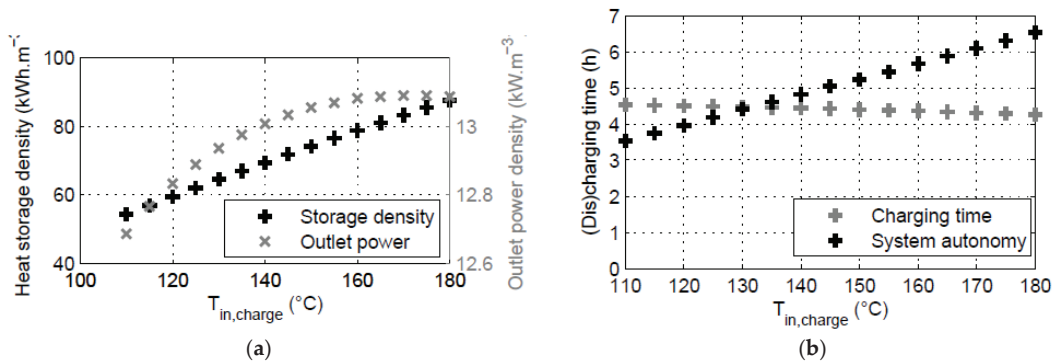 Heat storage density (kWh.m⁻³
100
80
60
40
Storage density
Outlet power
100 120 140 160 180
T_in,charge (°C)
13
12.8
12.6
Outlet power density (kW.m⁻³
(a)
(Dis)charging time (h)
7
6
5
4
3
2
1
0
Charging time
System autonomy
110 120 130 140 150 160 170 180
T_in,charge (°C)
(b)